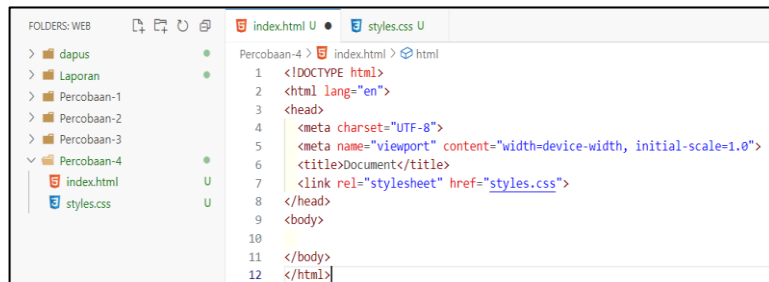 FOLDERS: WEB
dapus
Laporan
Percobaan-1
Percobaan-2
Percobaan-3
Percobaan-4
index.html U
styles.css U
index.html U
styles.css U
Percobaan-4 > index.html > html
1 <!DOCTYPE html>
2 <html lang="en">
3 <head>
4 <meta charset="UTF-8">
5 <meta name="viewport" content="width=device-width, initial-scale=1.0">
6 <title>Document</title>
7 <link rel="stylesheet" href="styles.css">
8 </head>
9 <body>
10
11 </body>
12 </html>